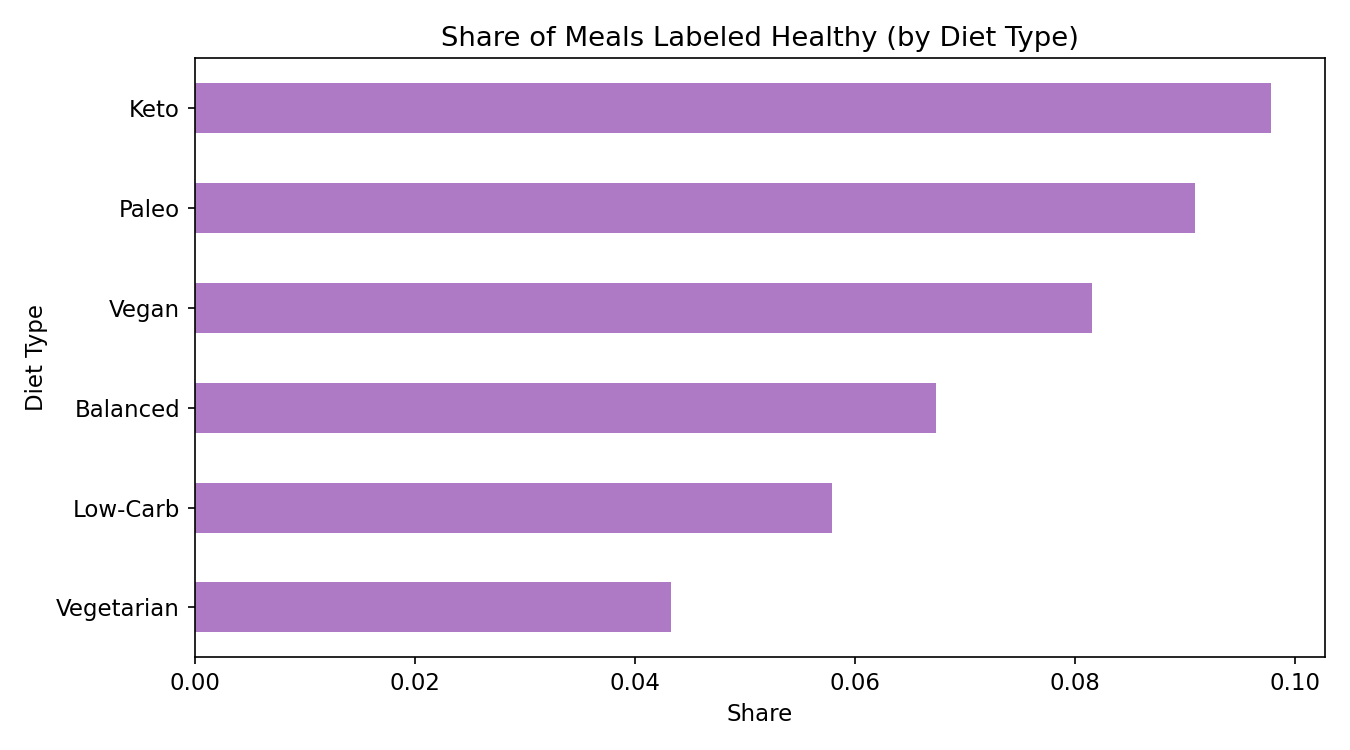 Share of Meals Labeled Healthy (by Diet Type)
Diet Type
Keto
Paleo
Vegan
Balanced
Low-Carb
Vegetarian
0.00 0.02 0.04 0.06 0.08 0.10
Share